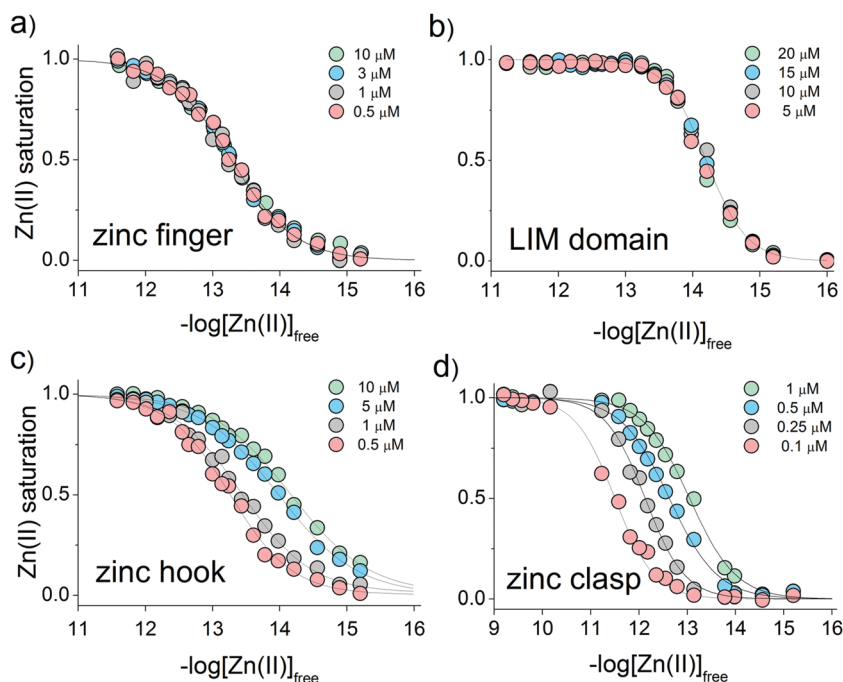 a)
10 μM
3 μM
1 μM
0.5 μM
Zn(II) saturation
1.0
0.5
0.0
zinc finger
11 12 13 14 15 16
-log[Zn(II)]free
b)
20 μM
15 μM
10 μM
5 μM
1.0
0.5
0.0
LIM domain
11 12 13 14 15 16
-log[Zn(II)]free
c)
10 μM
5 μM
1 μM
0.5 μM
Zn(II) saturation
1.0
0.5
0.0
zinc hook
11 12 13 14 15 16
-log[Zn(II)]free
d)
1 μM
0.5 μM
0.25 μM
0.1 μM
1.0
0.5
0.0
zinc clasp
9 10 11 12 13 14 15 16
-log[Zn(II)]free